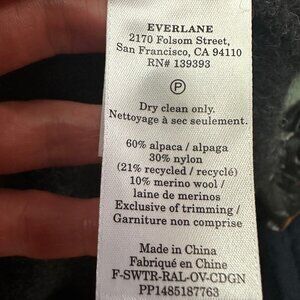 EVERLANE
2170 Folsom Street,
San Francisco, CA 94110
RN# 139393
P
Dry clean only.
Nettoyage à sec seulement.
60% alpaca / alpaga
30% nylon
(21% recycled / recyclé)
10% merino wool /
laine de merinos
Exclusive of trimming /
Garniture non comprise
Made in China
Fabriqué en Chine
F-SWTR-RAL-OV-CDGN
PP1485187763